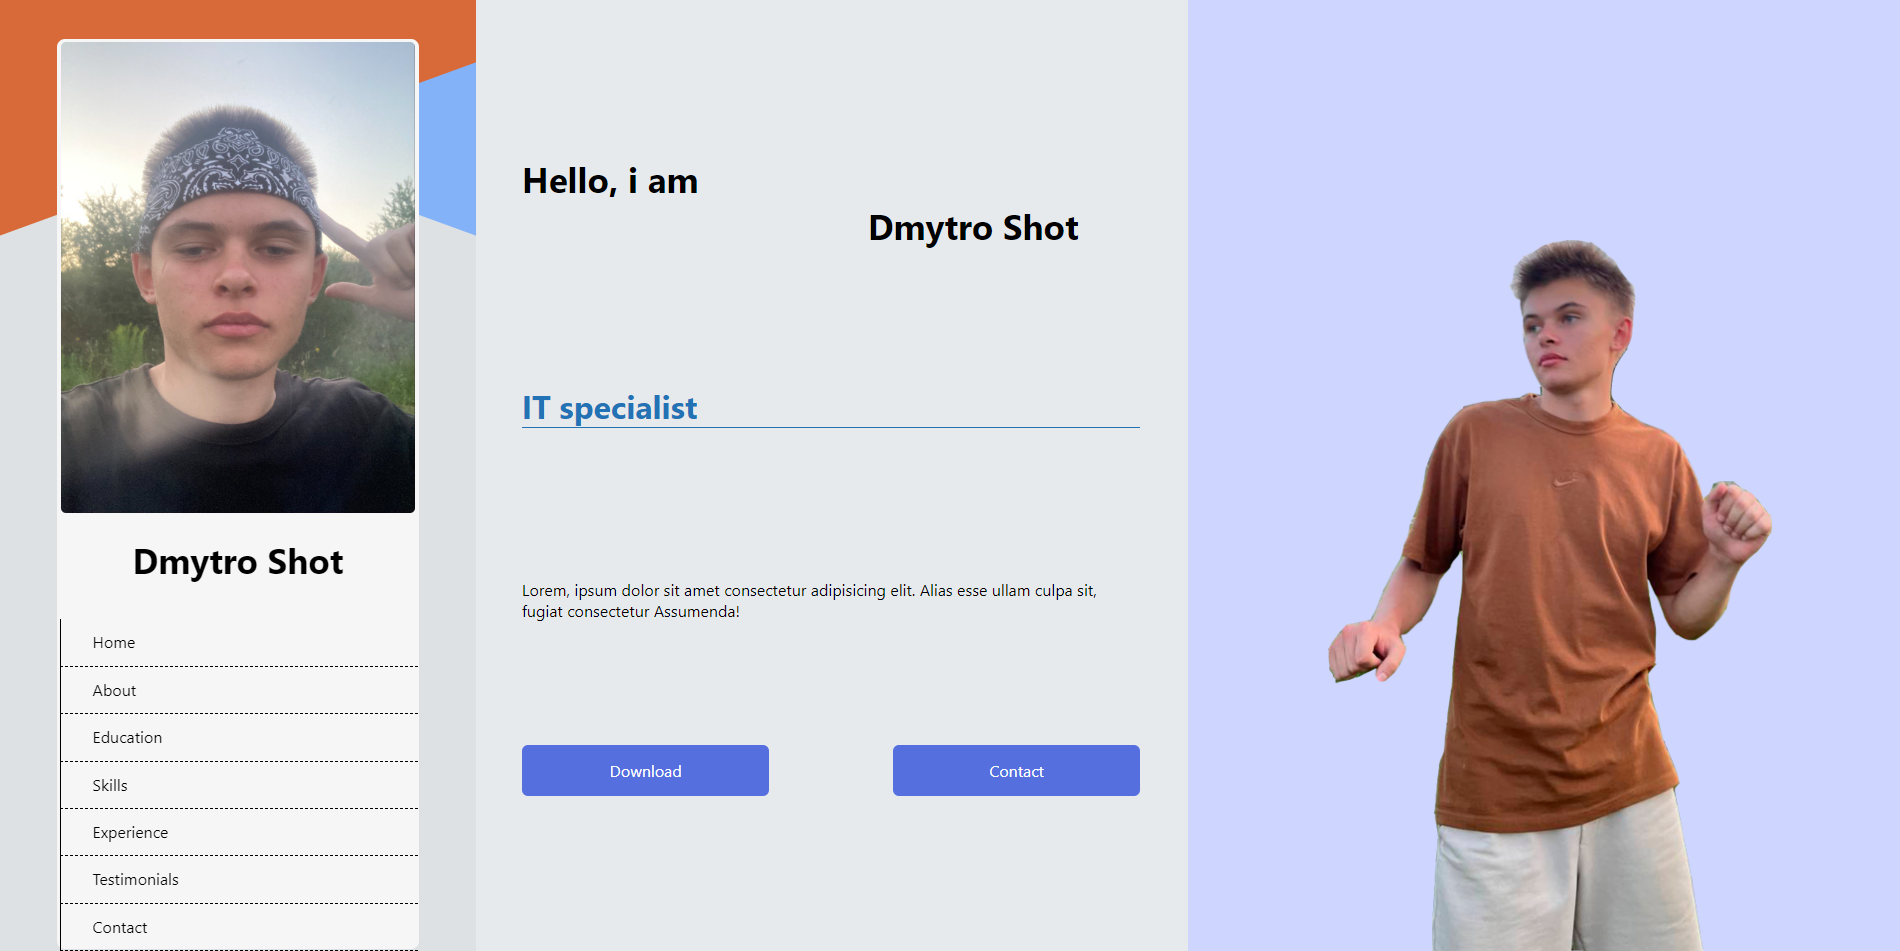 Dmytro Shot
Home
About
Education
Skills
Experience
Testimonials
Contact
Hello, i am
Dmytro Shot
IT specialist
Lorem, ipsum dolor sit amet consectetur adipisicing elit. Alias esse ullam culpa sit,
fugiat consectetur Assumenda!
Download
Contact